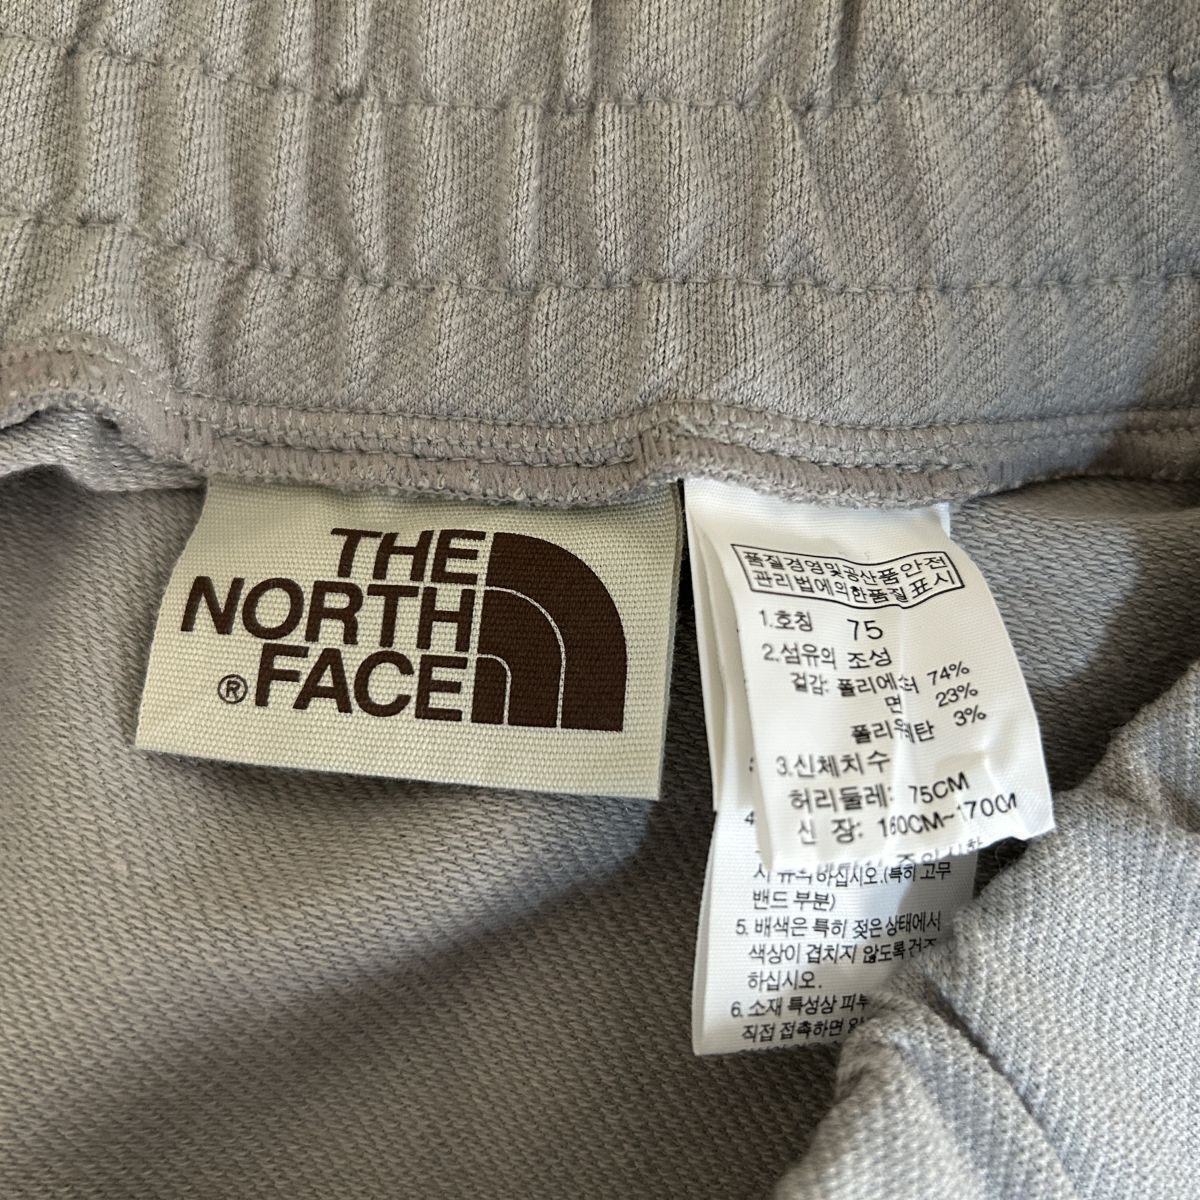 THE
NORTH
FACE
®
품질경영및공산품안전
관리법에의한품질표시
1.호칭 75
2.섬유의 조성
겉감: 폴리에스터 74%
면 23%
폴리우레탄 3%
3.신체치수
허리둘레: 75CM
신 장: 160CM~170CM
4
하십시오.(특히 고무
밴드 부분)
5. 배색은 특히 젖은 상태에서
색상이 겹치지 않도록 건조
하십시오.
6. 소재 특성상 피부
직접 접촉하면